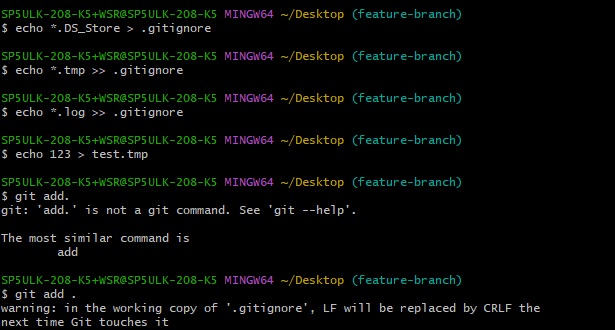 SP5ULK-208-K5+WSR@SP5ULK-208-K5 MINGW64 ~/Desktop (feature-branch)
$ echo *.DS_Store > .gitignore
SP5ULK-208-K5+WSR@SP5ULK-208-K5 MINGW64 ~/Desktop (feature-branch)
$ echo *.tmp >> .gitignore
SP5ULK-208-K5+WSR@SP5ULK-208-K5 MINGW64 ~/Desktop (feature-branch)
$ echo *.log >> .gitignore
SP5ULK-208-K5+WSR@SP5ULK-208-K5 MINGW64 ~/Desktop (feature-branch)
$ echo 123 > test.tmp
SP5ULK-208-K5+WSR@SP5ULK-208-K5 MINGW64 ~/Desktop (feature-branch)
$ git add.
git: 'add.' is not a git command. See 'git --help'.
The most similar command is
        add
SP5ULK-208-K5+WSR@SP5ULK-208-K5 MINGW64 ~/Desktop (feature-branch)
$ git add .
warning: in the working copy of '.gitignore', LF will be replaced by CRLF the
next time Git touches it